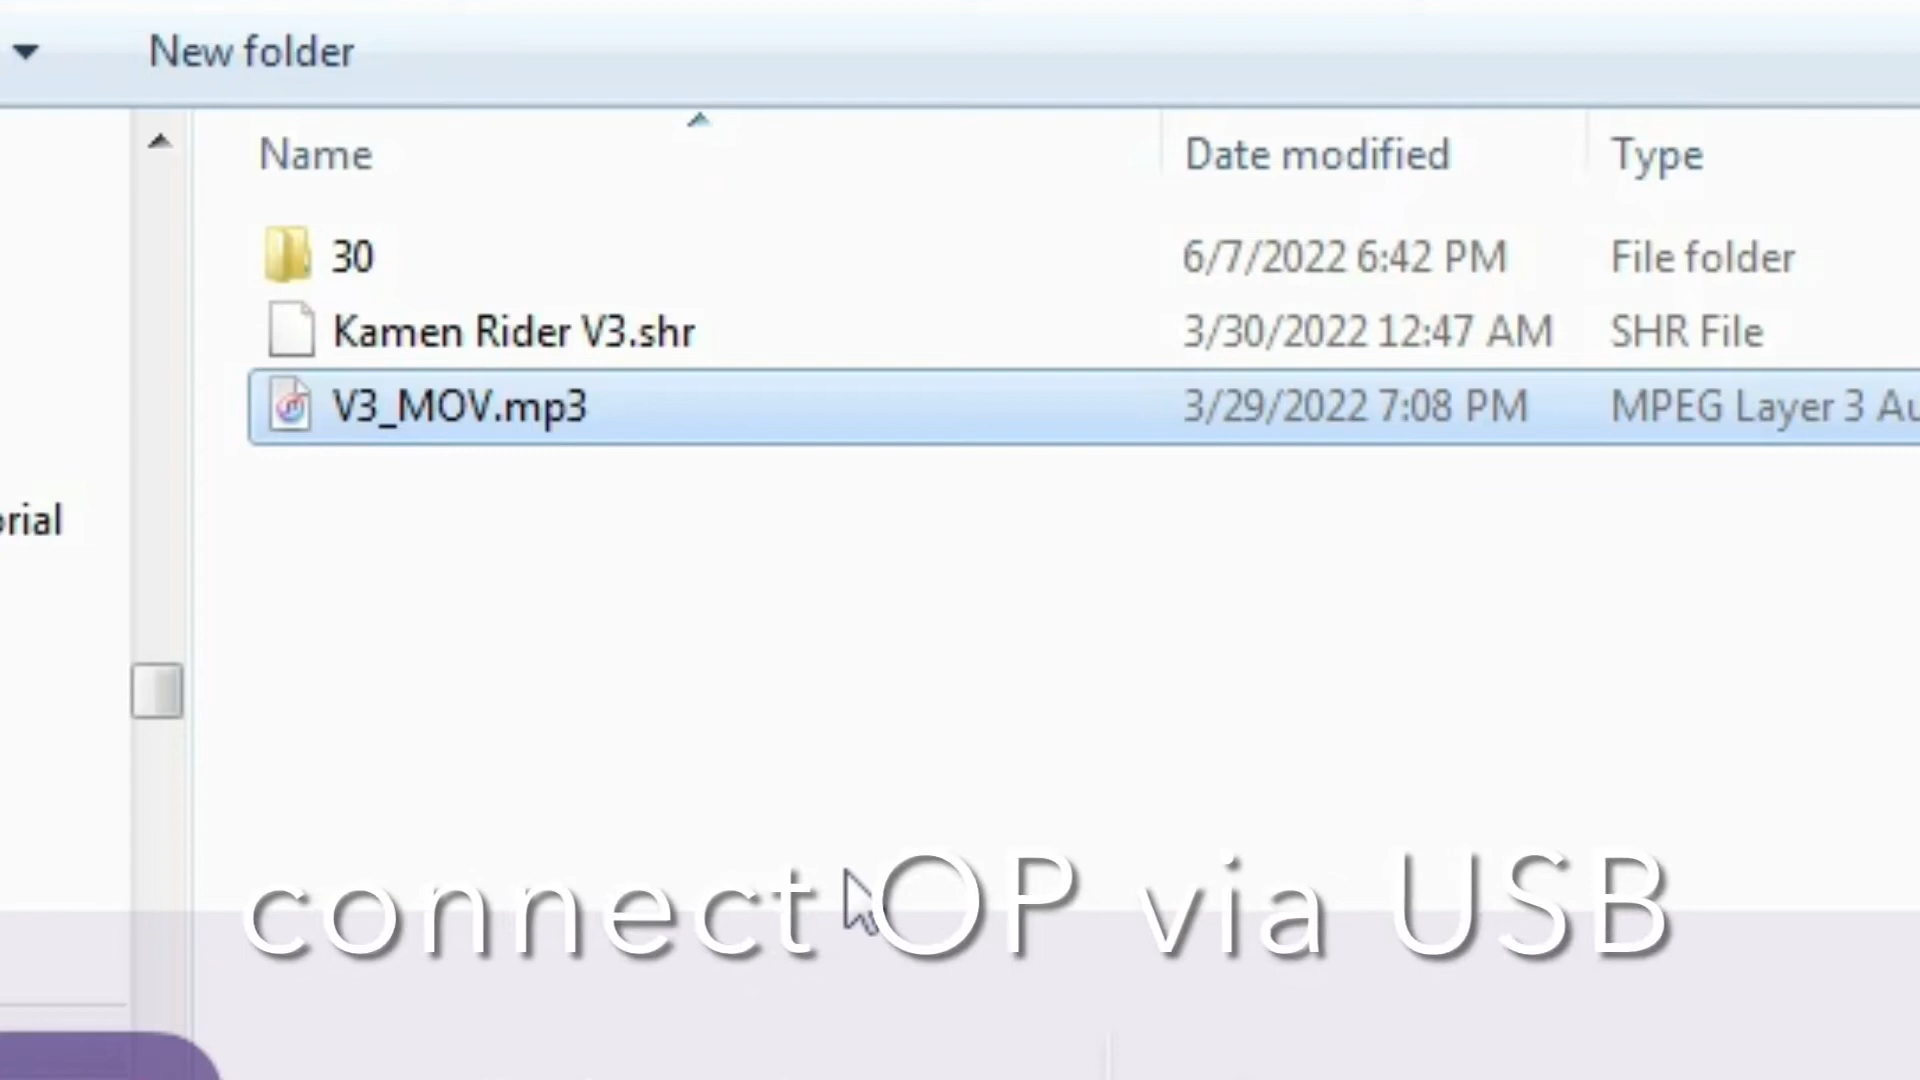 New folder
Name Date modified Type
30 6/7/2022 6:42 PM File folder
Kamen Rider V3.shr 3/30/2022 12:47 AM SHR File
V3_MOV.mp3 3/29/2022 7:08 PM MPEG Layer 3 Au
orial
connect OP via USB